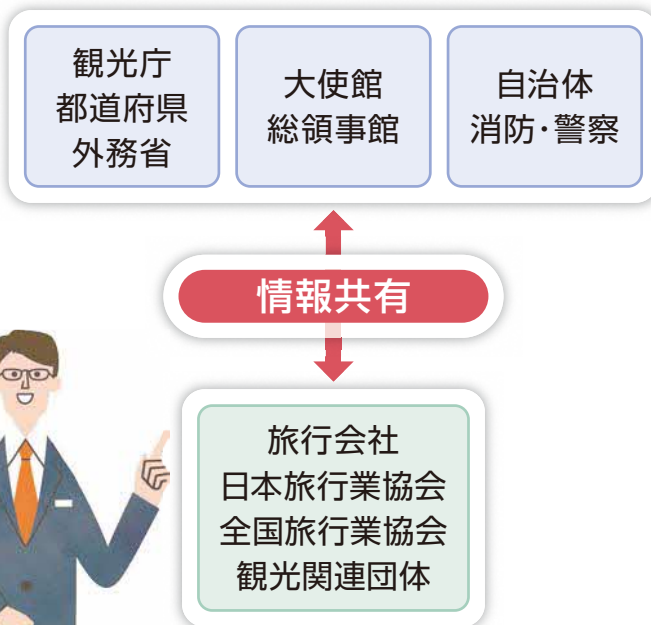 観光庁
都道府県
外務省
大使館
総領事館
自治体
消防・警察
情報共有
旅行会社
日本旅行業協会
全国旅行業協会
観光関連団体